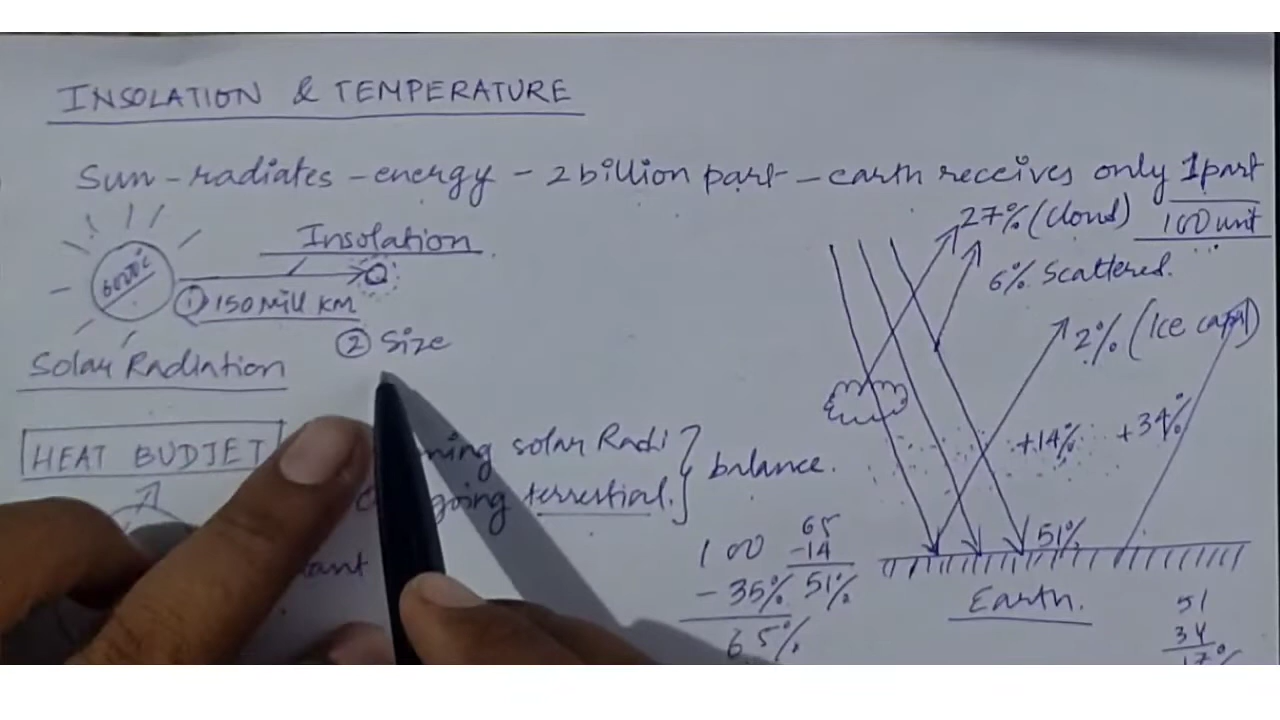 INSOLATION & TEMPERATURE
Sun - radiates - energy - 2 billion part - earth receives only 1 part
100 unit
27% (Cloud)
6% Scattered.
Insolation
6000°C
① 150 Mill KM
② Size
2% (Ice
Solar Radiation
HEAT BUDJET
solar Radi
going terrestial.
balance.
+14%
+34%
51%
100
- 35%
65%
65
-14
51%
Earth.
51
34
17%